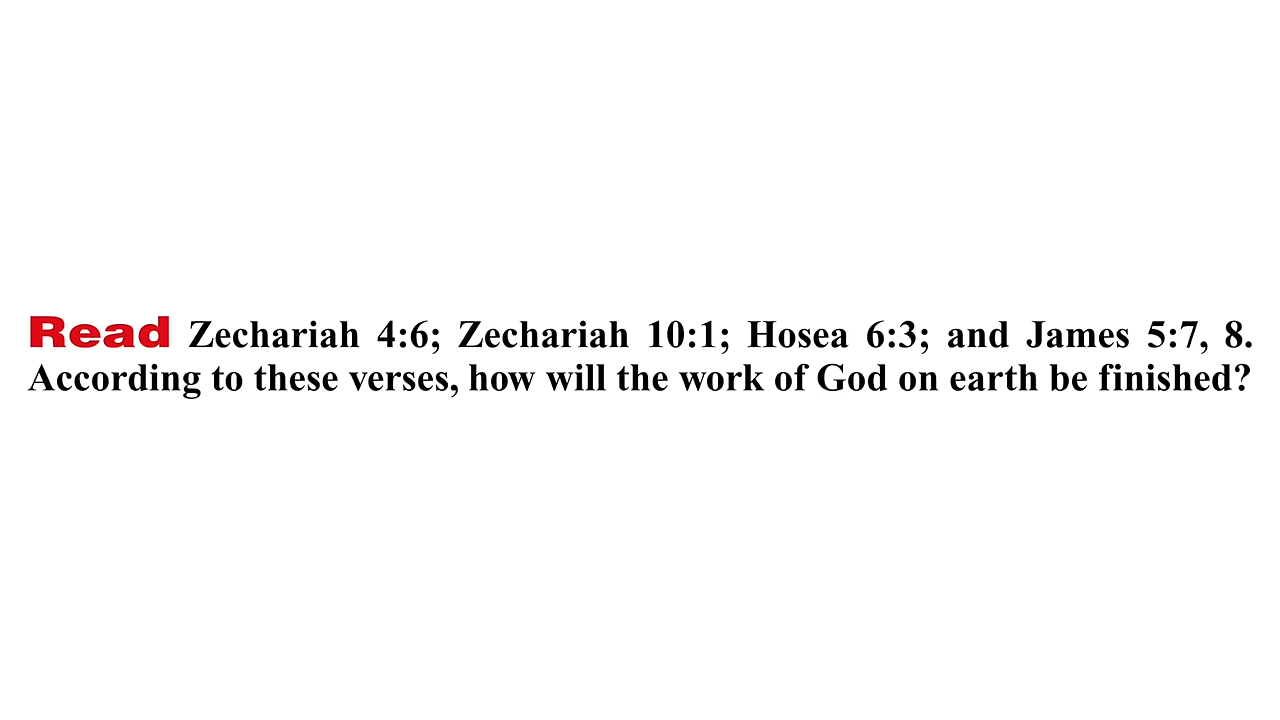 Read Zechariah 4:6; Zechariah 10:1; Hosea 6:3; and James 5:7, 8.
According to these verses, how will the work of God on earth be finished?